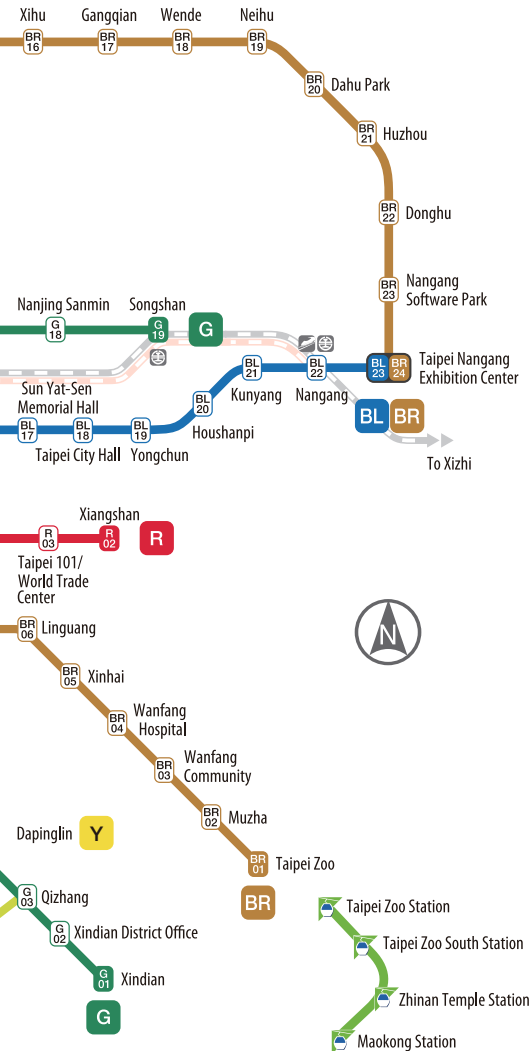 Xihu
Gangqian
Wende
Neihu
BR
16
BR
17
BR
18
BR
19
BR
20
Dahu Park
BR
21
Huzhou
BR
22
Donghu
BR
23
Nangang
Software Park
Nanjing Sanmin
Songshan
G
18
G
19
G
BL
23
BR
24
Taipei Nangang
Exhibition Center
BL
21
BL
22
Kunyang
Nangang
Sun Yat-Sen
Memorial Hall
BL
20
Houshanpi
BL
17
BL
18
BL
19
Taipei City Hall
Yongchun
BL
BR
To Xizhi
Xiangshan
R
03
R
02
R
Taipei 101/
World Trade
Center
BR
06
Linguang
N
BR
05
Xinhai
BR
04
Wanfang
Hospital
BR
03
Wanfang
Community
BR
02
Muzha
Dapinglin
Y
BR
01
Taipei Zoo
BR
G
03
Qizhang
G
02
Xindian District Office
G
01
Xindian
G
Taipei Zoo Station
Taipei Zoo South Station
Zhinan Temple Station
Maokong Station